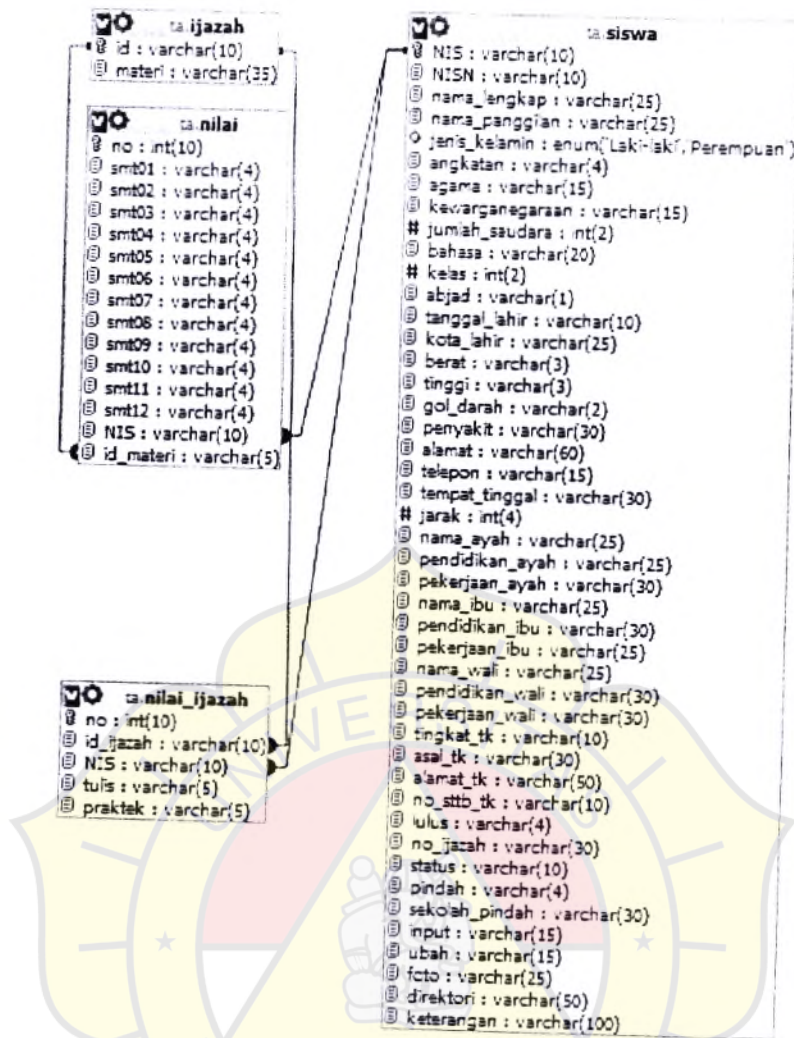 ta ijazah
id : varchar(10)
materi : varchar(35)
ta nilai
no : int(10)
smt01 : varchar(4)
smt02 : varchar(4)
smt03 : varchar(4)
smt04 : varchar(4)
smt05 : varchar(4)
smt06 : varchar(4)
smt07 : varchar(4)
smt08 : varchar(4)
smt09 : varchar(4)
smt10 : varchar(4)
smt11 : varchar(4)
smt12 : varchar(4)
NIS : varchar(10)
id_materi : varchar(5)
ta nilai_ijazah
no : int(10)
id_ijazah : varchar(10)
NIS : varchar(10)
tulis : varchar(5)
praktek : varchar(5)
ta siswa
NIS : varchar(10)
NISN : varchar(10)
nama_lengkap : varchar(25)
nama_panggian : varchar(25)
jenis_kelamin : enum('Laki-laki', Perempuan')
angkatan : varchar(4)
agama : varchar(15)
kewarganegaraan : varchar(15)
# jumlah_saudara : int(2)
bahasa : varchar(20)
# kelas : int(2)
abjad : varchar(1)
tanggal_lahir : varchar(10)
kota_lahir : varchar(25)
berat : varchar(3)
tinggi : varchar(3)
gol_darah : varchar(2)
penyakit : varchar(30)
alamat : varchar(60)
telepon : varchar(15)
tempat_tinggal : varchar(30)
# jarak : int(4)
nama_ayah : varchar(25)
pendidikan_ayah : varchar(25)
pekerjaan_ayah : varchar(30)
nama_ibu : varchar(25)
pendidikan_ibu : varchar(30)
pekerjaan_ibu : varchar(25)
nama_wali : varchar(25)
pendidikan_wali : varchar(30)
pekerjaan_wali : varchar(30)
tingkat_tk : varchar(10)
asal_tk : varchar(30)
alamat_tk : varchar(50)
no_sttb_tk : varchar(10)
lulus : varchar(4)
no_ijazah : varchar(30)
status : varchar(10)
pindah : varchar(4)
sekolah_pindah : varchar(30)
input : varchar(15)
ubah : varchar(15)
foto : varchar(25)
direktori : varchar(50)
keterangan : varchar(100)
UNIVERSITAS